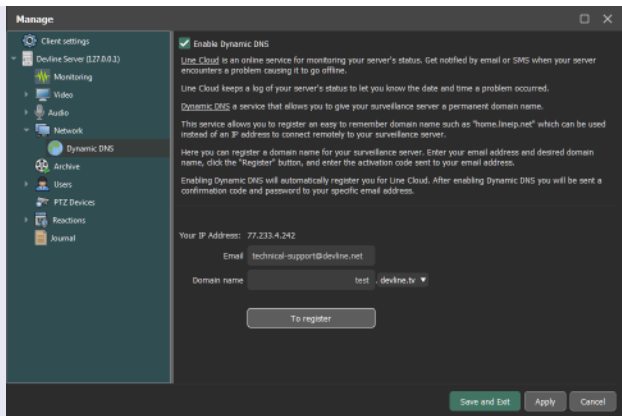 Manage
Client settings
Devline Server (127.0.0.1)
Monitoring
Video
Audio
Network
Dynamic DNS
Archive
Users
PTZ Devices
Reactions
Journal
Enable Dynamic DNS
Line Cloud is an online service for monitoring your server's status. Get notified by email or SMS when your server
encounters a problem causing it to go offline.
Line Cloud keeps a log of your server's status to let you know the date and time a problem occurred.
Dynamic DNS a service that allows you to give your surveillance server a permanent domain name.
This service allows you to register an easy to remember domain name such as "home.lineip.net" which can be used
instead of an IP address to connect remotely to your surveillance server.
Here you can register a domain name for your surveillance server. Enter your email address and desired domain
name, click the "Register" button, and enter the activation code sent to your email address.
Enabling Dynamic DNS will automatically register you for Line Cloud. After enabling Dynamic DNS you will be sent a
confirmation code and password to your specific email address.
Your IP Address: 77.233.4.242
Email technical-support@devline.net
Domain name test . devline.tv
To register
Save and Exit Apply Cancel